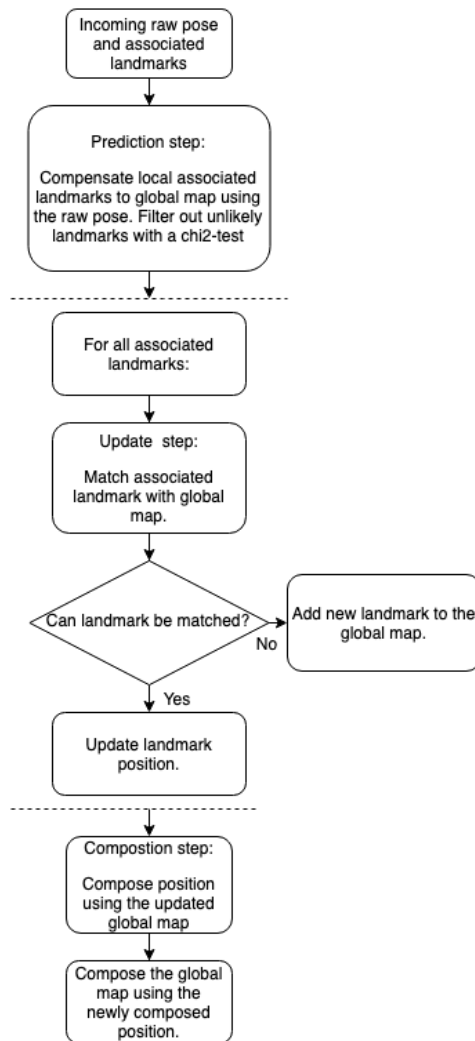 Incoming raw pose
and associated
landmarks
Prediction step:
Compensate local associated
landmarks to global map using
the raw pose. Filter out unlikely
landmarks with a chi2-test
For all associated
landmarks:
Update step:
Match associated
landmark with global
map.
Can landmark be matched?
No
Add new landmark to the
global map.
Yes
Update landmark
position.
Compostion step:
Compose position
using the updated
global map
Compose the global
map using the
newly composed
position.